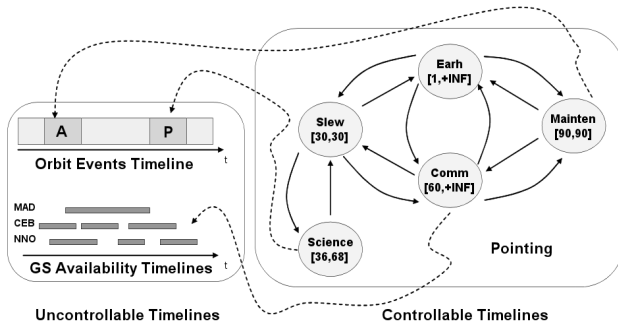 A
P
Orbit Events Timeline
t
MAD
CEB
NNO
GS Availability Timelines
t
Uncontrollable Timelines
Earh
[1,+INF]
Slew
[30,30]
Mainten
[90,90]
Comm
[60,+INF]
Science
[36,68]
Pointing
Controllable Timelines